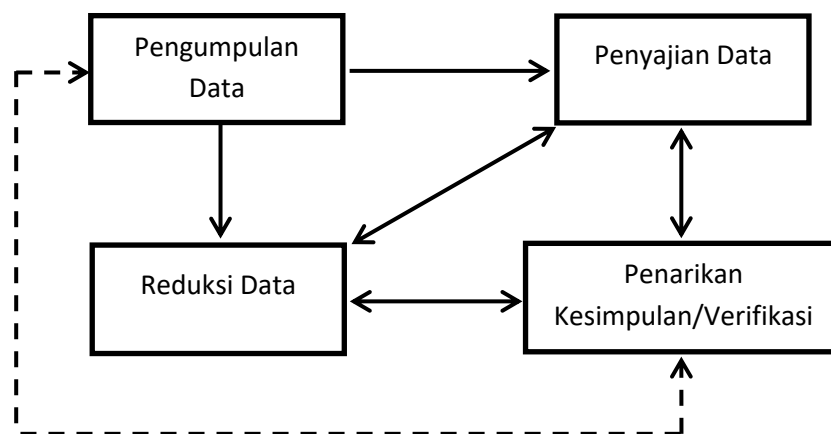 Pengumpulan
Data
Penyajian Data
Reduksi Data
Penarikan
Kesimpulan/Verifikasi